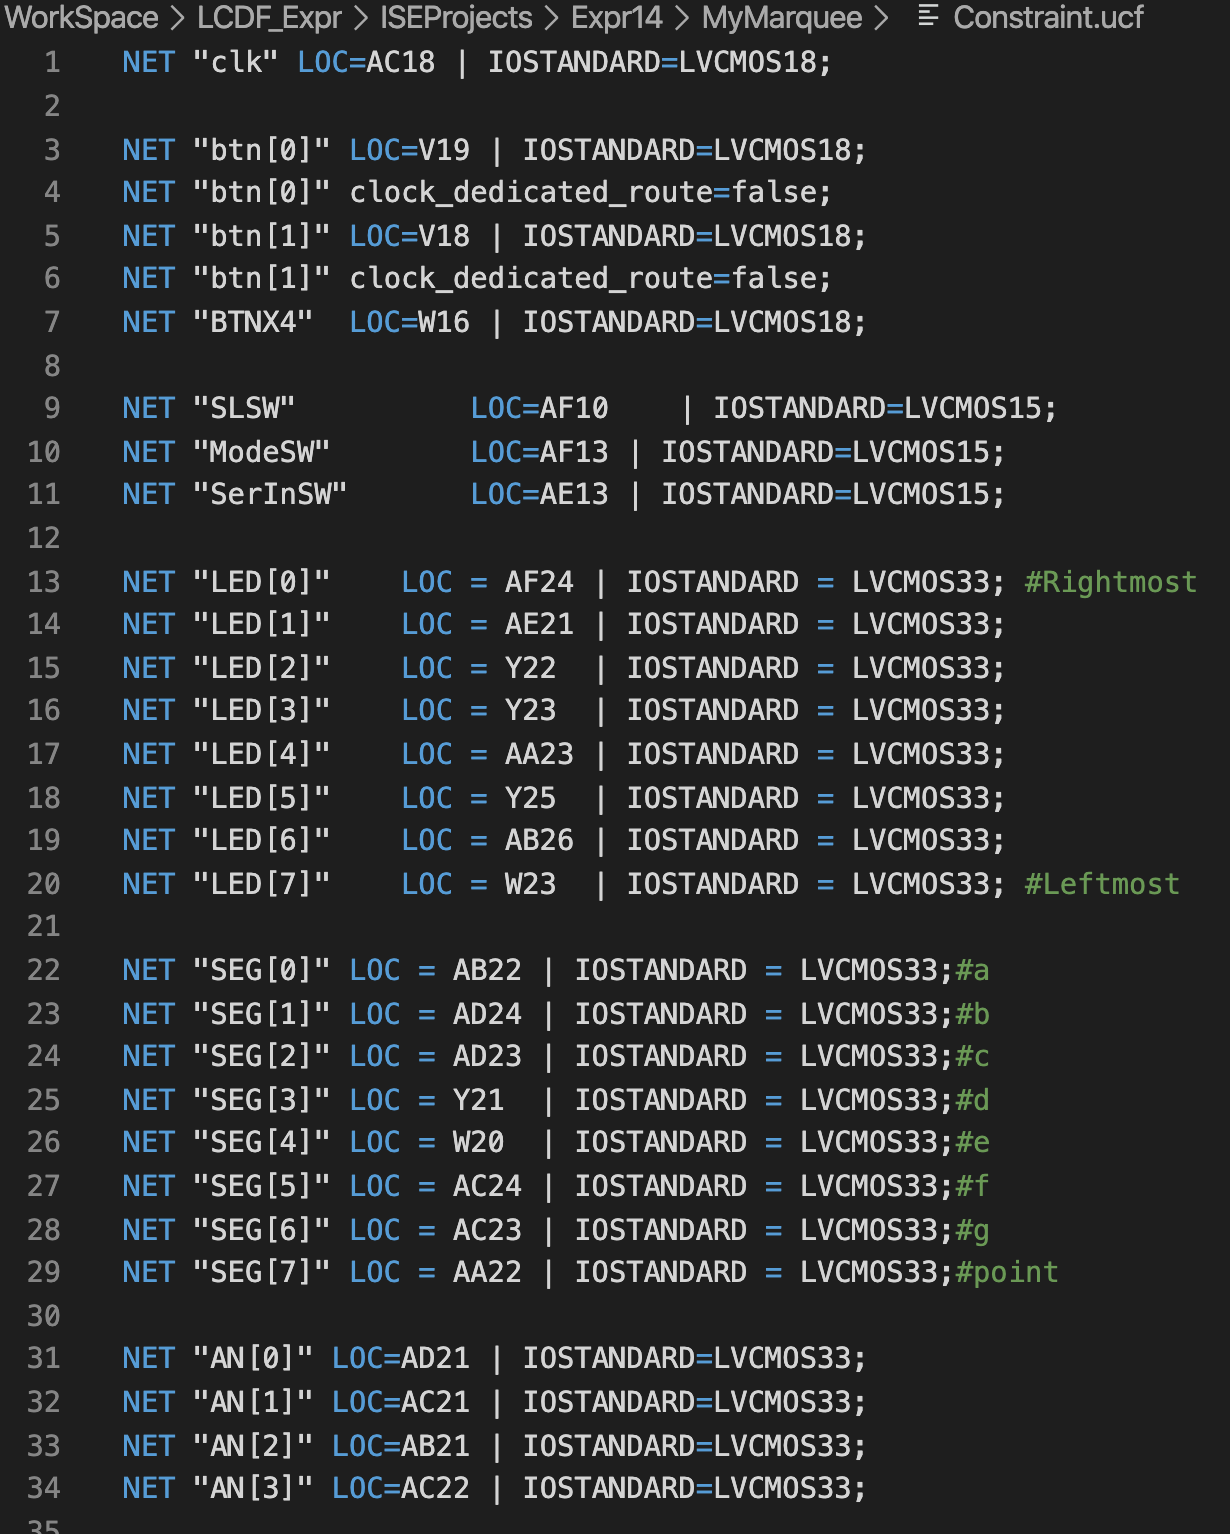 WorkSpace > LCDF_Expr > ISEProjects > Expr14 > MyMarquee > Constraint.ucf
1 NET "clk" LOC=AC18 | IOSTANDARD=LVCMOS18;
2
3 NET "btn[0]" LOC=V19 | IOSTANDARD=LVCMOS18;
4 NET "btn[0]" clock_dedicated_route=false;
5 NET "btn[1]" LOC=V18 | IOSTANDARD=LVCMOS18;
6 NET "btn[1]" clock_dedicated_route=false;
7 NET "BTNX4"  LOC=W16 | IOSTANDARD=LVCMOS18;
8
9 NET "SLSW"          LOC=AF10    | IOSTANDARD=LVCMOS15;
10 NET "ModeSW"        LOC=AF13 | IOSTANDARD=LVCMOS15;
11 NET "SerInSW"       LOC=AE13 | IOSTANDARD=LVCMOS15;
12
13 NET "LED[0]"    LOC = AF24 | IOSTANDARD = LVCMOS33; #Rightmost
14 NET "LED[1]"    LOC = AE21 | IOSTANDARD = LVCMOS33;
15 NET "LED[2]"    LOC = Y22  | IOSTANDARD = LVCMOS33;
16 NET "LED[3]"    LOC = Y23  | IOSTANDARD = LVCMOS33;
17 NET "LED[4]"    LOC = AA23 | IOSTANDARD = LVCMOS33;
18 NET "LED[5]"    LOC = Y25  | IOSTANDARD = LVCMOS33;
19 NET "LED[6]"    LOC = AB26 | IOSTANDARD = LVCMOS33;
20 NET "LED[7]"    LOC = W23  | IOSTANDARD = LVCMOS33; #Leftmost
21
22 NET "SEG[0]" LOC = AB22 | IOSTANDARD = LVCMOS33;#a
23 NET "SEG[1]" LOC = AD24 | IOSTANDARD = LVCMOS33;#b
24 NET "SEG[2]" LOC = AD23 | IOSTANDARD = LVCMOS33;#c
25 NET "SEG[3]" LOC = Y21  | IOSTANDARD = LVCMOS33;#d
26 NET "SEG[4]" LOC = W20  | IOSTANDARD = LVCMOS33;#e
27 NET "SEG[5]" LOC = AC24 | IOSTANDARD = LVCMOS33;#f
28 NET "SEG[6]" LOC = AC23 | IOSTANDARD = LVCMOS33;#g
29 NET "SEG[7]" LOC = AA22 | IOSTANDARD = LVCMOS33;#point
30
31 NET "AN[0]" LOC=AD21 | IOSTANDARD=LVCMOS33;
32 NET "AN[1]" LOC=AC21 | IOSTANDARD=LVCMOS33;
33 NET "AN[2]" LOC=AB21 | IOSTANDARD=LVCMOS33;
34 NET "AN[3]" LOC=AC22 | IOSTANDARD=LVCMOS33;
35